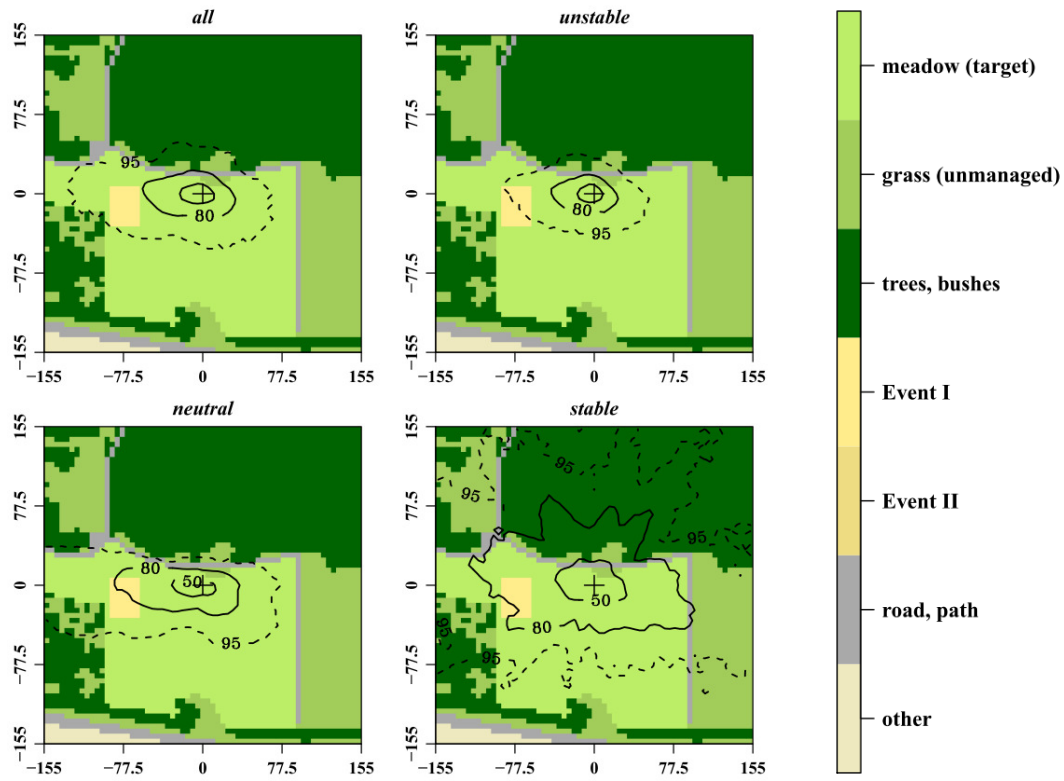 all
unstable
155
77.5
0
−77.5
−155
95
80
−155 −77.5 0 77.5 155
155
77.5
0
−77.5
−155
80
95
−155 −77.5 0 77.5 155
neutral
stable
155
77.5
0
−77.5
−155
80
50
95
−155 −77.5 0 77.5 155
155
77.5
0
−77.5
−155
95
95
95
50
80
95
95
−155 −77.5 0 77.5 155
meadow (target)
grass (unmanaged)
trees, bushes
Event I
Event II
road, path
other